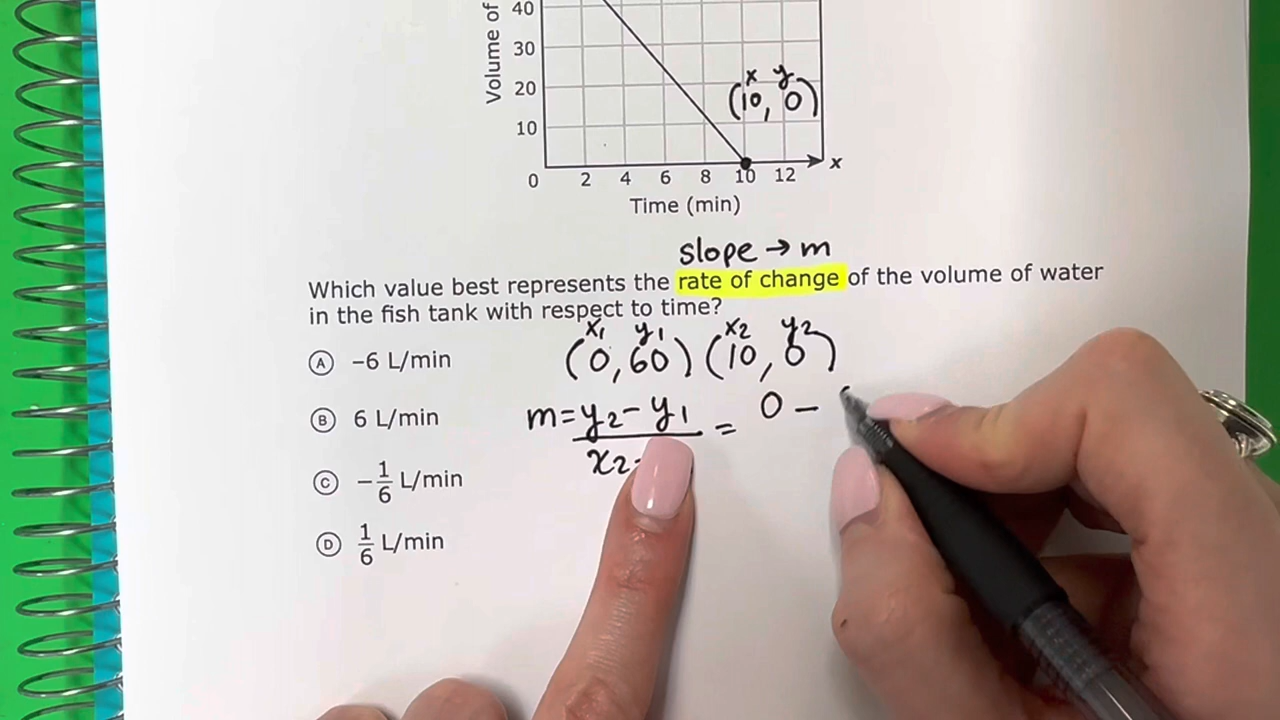 Volume of
40
30
20
10
0 2 4 6 8 10 12
x
Time (min)
x y
(10, 0)
slope → m
Which value best represents the rate of change of the volume of water
in the fish tank with respect to time?
x₁ y₁ x₂ y₂
(0, 60) (10, 0)
A −6 L/min
B 6 L/min
C −1/6 L/min
D 1/6 L/min
m = y₂ − y₁ = 0 −
x₂ -